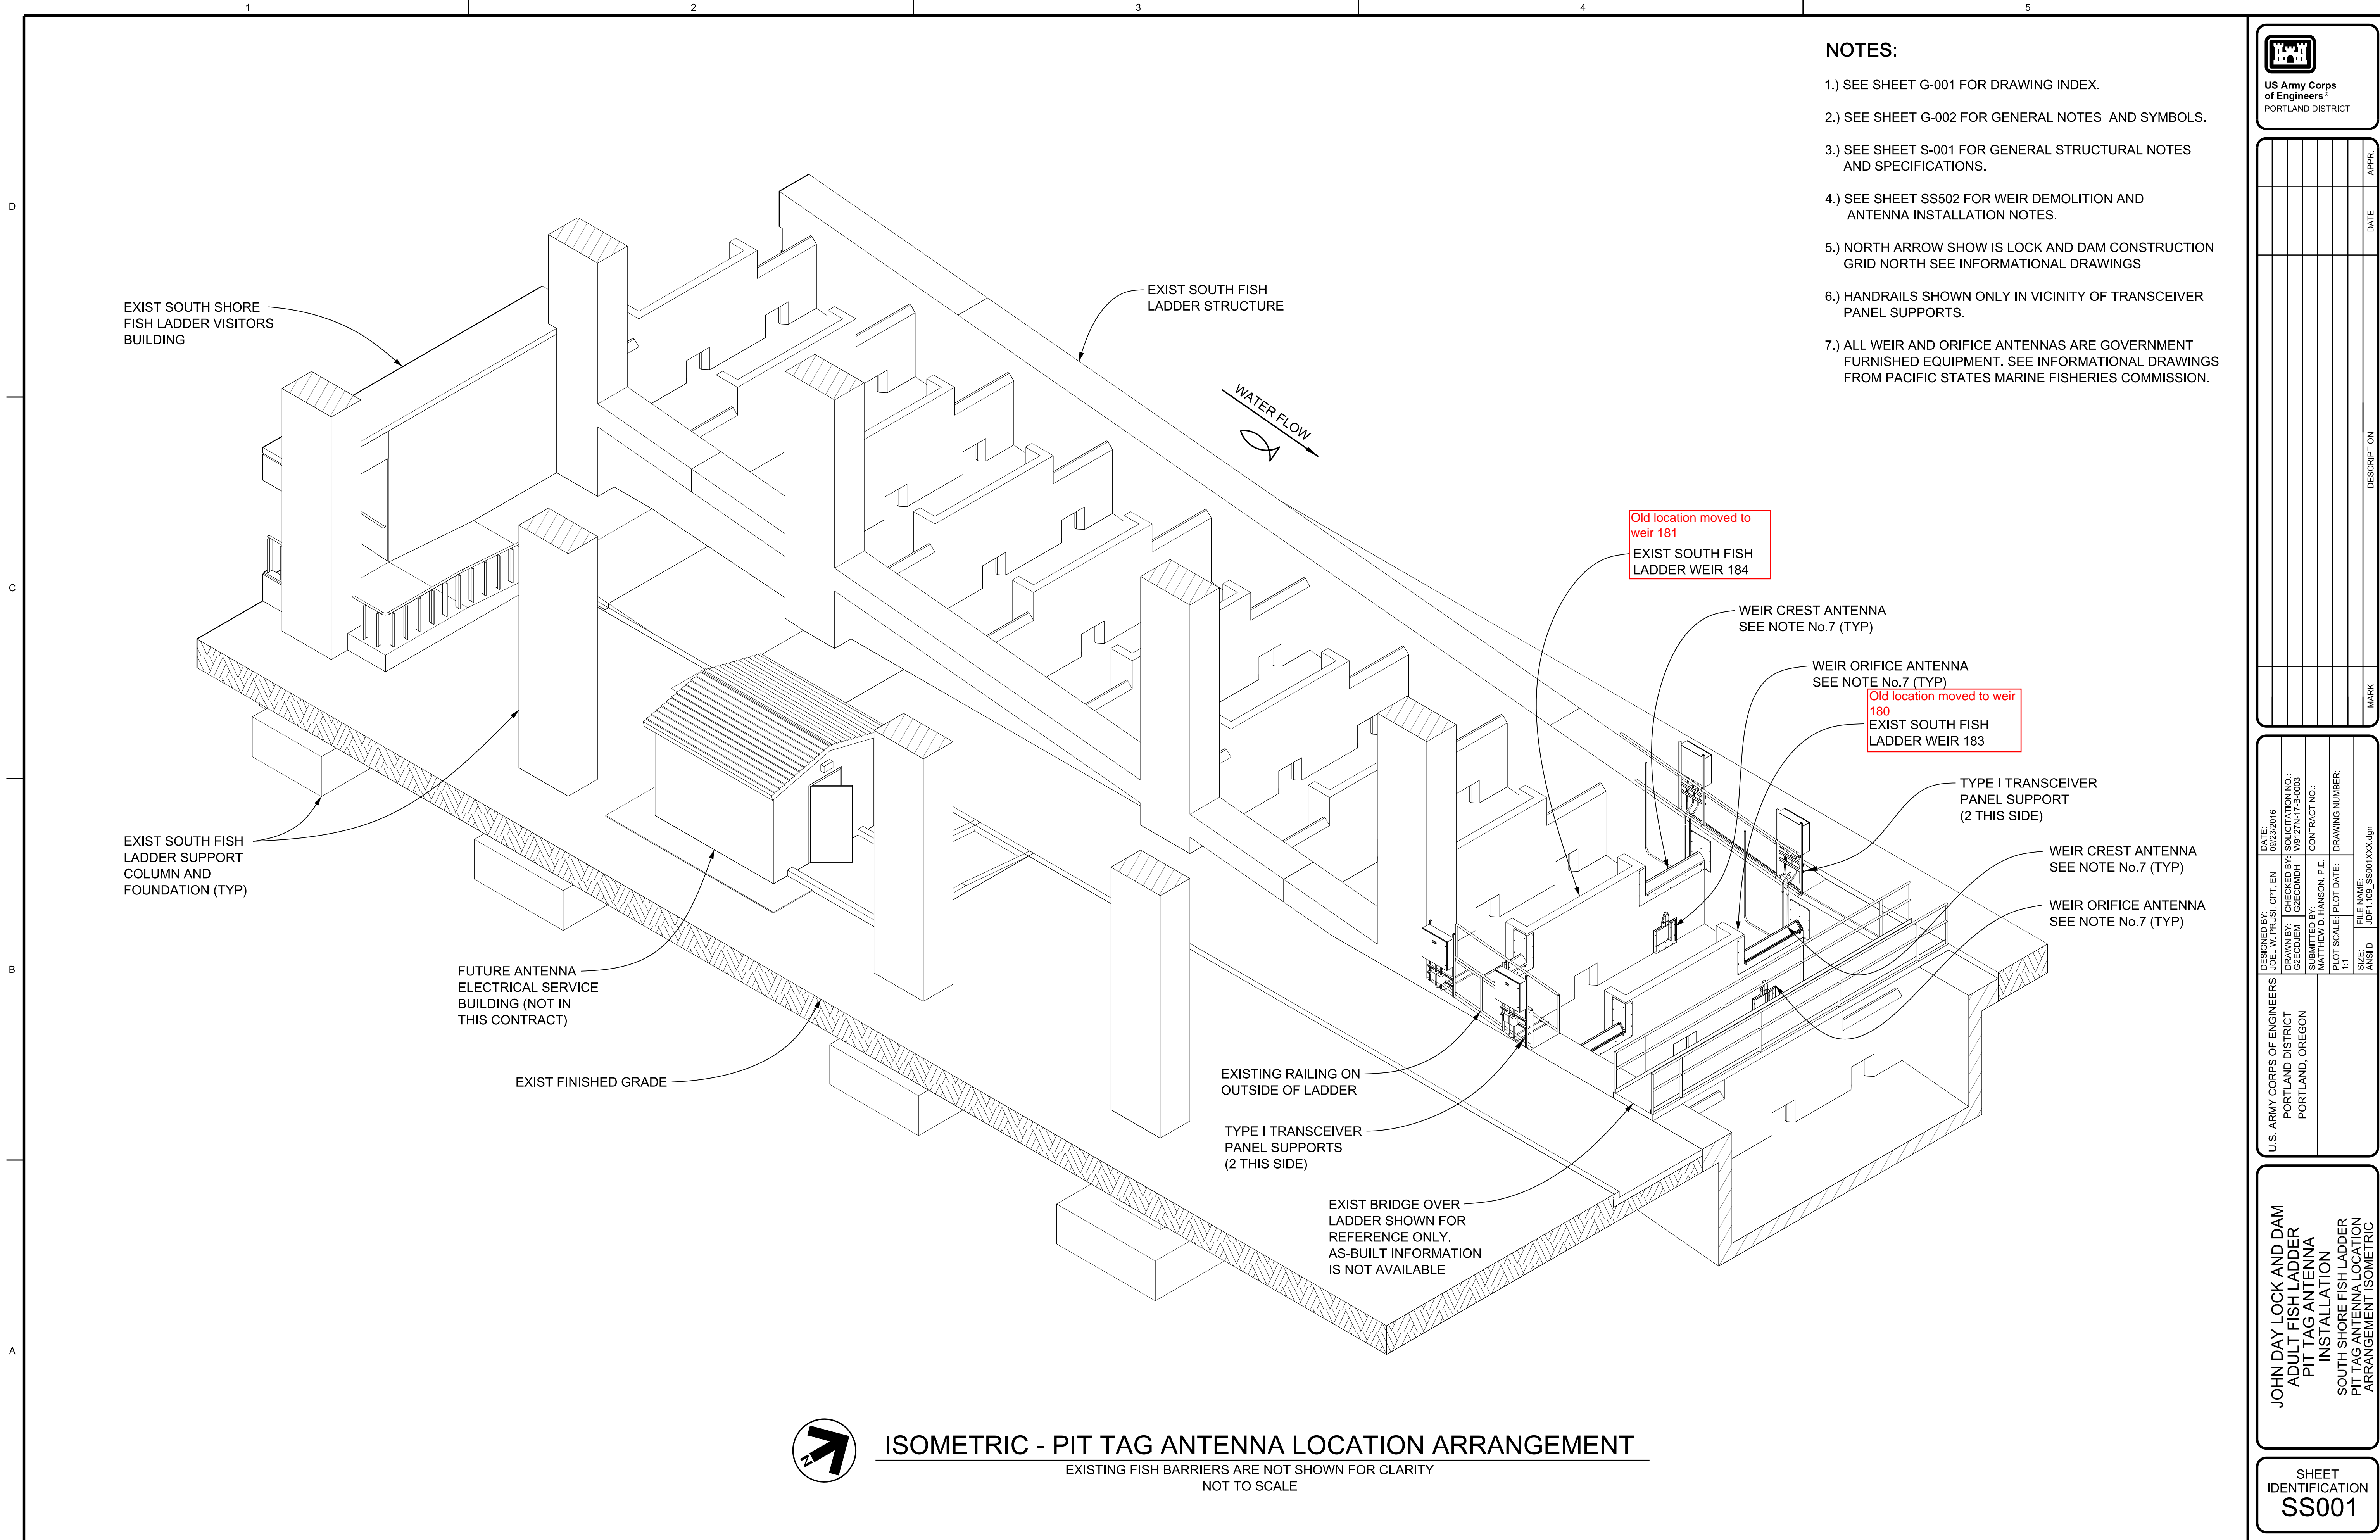 1
2
3
4
5
D
C
B
A
NOTES:
1.) SEE SHEET G-001 FOR DRAWING INDEX.
2.) SEE SHEET G-002 FOR GENERAL NOTES AND SYMBOLS.
3.) SEE SHEET S-001 FOR GENERAL STRUCTURAL NOTES
AND SPECIFICATIONS.
4.) SEE SHEET SS502 FOR WEIR DEMOLITION AND
ANTENNA INSTALLATION NOTES.
5.) NORTH ARROW SHOW IS LOCK AND DAM CONSTRUCTION
GRID NORTH SEE INFORMATIONAL DRAWINGS
6.) HANDRAILS SHOWN ONLY IN VICINITY OF TRANSCEIVER
PANEL SUPPORTS.
7.) ALL WEIR AND ORIFICE ANTENNAS ARE GOVERNMENT
FURNISHED EQUIPMENT. SEE INFORMATIONAL DRAWINGS
FROM PACIFIC STATES MARINE FISHERIES COMMISSION.
EXIST SOUTH SHORE
FISH LADDER VISITORS
BUILDING
EXIST SOUTH FISH
LADDER STRUCTURE
WATER FLOW
Old location moved to
weir 181
EXIST SOUTH FISH
LADDER WEIR 184
WEIR CREST ANTENNA
SEE NOTE No.7 (TYP)
WEIR ORIFICE ANTENNA
SEE NOTE No.7 (TYP)
Old location moved to weir
180
EXIST SOUTH FISH
LADDER WEIR 183
TYPE I TRANSCEIVER
PANEL SUPPORT
(2 THIS SIDE)
WEIR CREST ANTENNA
SEE NOTE No.7 (TYP)
WEIR ORIFICE ANTENNA
SEE NOTE No.7 (TYP)
EXIST SOUTH FISH
LADDER SUPPORT
COLUMN AND
FOUNDATION (TYP)
FUTURE ANTENNA
ELECTRICAL SERVICE
BUILDING (NOT IN
THIS CONTRACT)
EXIST FINISHED GRADE
EXISTING RAILING ON
OUTSIDE OF LADDER
TYPE I TRANSCEIVER
PANEL SUPPORTS
(2 THIS SIDE)
EXIST BRIDGE OVER
LADDER SHOWN FOR
REFERENCE ONLY.
AS-BUILT INFORMATION
IS NOT AVAILABLE
N
ISOMETRIC - PIT TAG ANTENNA LOCATION ARRANGEMENT
EXISTING FISH BARRIERS ARE NOT SHOWN FOR CLARITY
NOT TO SCALE
US Army Corps
of Engineers®
PORTLAND DISTRICT
MARK
DESCRIPTION
DATE
APPR.
U.S. ARMY CORPS OF ENGINEERS
PORTLAND DISTRICT
PORTLAND, OREGON
DESIGNED BY:
JOEL W. PRUSI, CPT, EN
DATE:
09/23/2016
DRAWN BY:
G2ECDJEM
CHECKED BY:
G2ECDMDH
SOLICITATION NO.:
W9127N-17-B-0003
SUBMITTED BY:
MATTHEW D. HANSON, P.E.
CONTRACT NO.:
PLOT SCALE:
1:1
PLOT DATE:
DRAWING NUMBER:
SIZE:
ANSI D
FILE NAME:
JDF1.109_SS001XXX.dgn
JOHN DAY LOCK AND DAM
ADULT FISH LADDER
PIT TAG ANTENNA
INSTALLATION
SOUTH SHORE FISH LADDER
PIT TAG ANTENNA LOCATION
ARRANGEMENT ISOMETRIC
SHEET
IDENTIFICATION
SS001